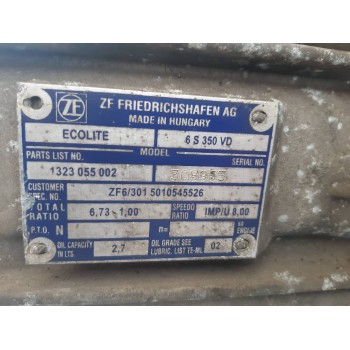 ZF
ZF FRIEDRICHSHAFEN AG
MADE IN HUNGARY
ECOLITE
6 S 350 VD
PARTS LIST NO.
MODEL
SERIAL NO.
1323 055 002
CUSTOMER SPEC. NO.
ZF6/301 5010545526
TOTAL RATIO
6,73-1,00
SPEEDO RATIO
IMP/U 8,00
P.T.O. N
n=
ENGINE
OIL CAPACITY IN LTS.
2,7
OIL GRADE SEE LUBRIC. LIST TE-ML
02